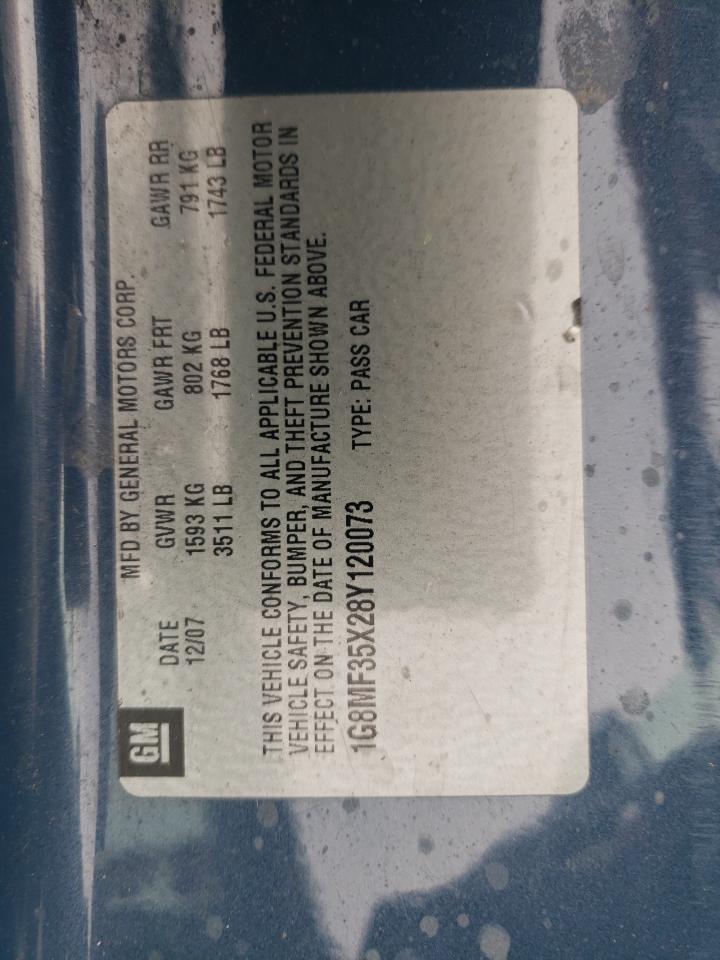 GM
MFD BY GENERAL MOTORS CORP.
DATE GVWR GAWR FRT GAWR RR
12/07 1593 KG 802 KG 791 KG
3511 LB 1768 LB 1743 LB
THIS VEHICLE CONFORMS TO ALL APPLICABLE U.S. FEDERAL MOTOR
VEHICLE SAFETY, BUMPER, AND THEFT PREVENTION STANDARDS IN
EFFECT ON THE DATE OF MANUFACTURE SHOWN ABOVE.
1G8MF35X28Y120073 TYPE: PASS CAR